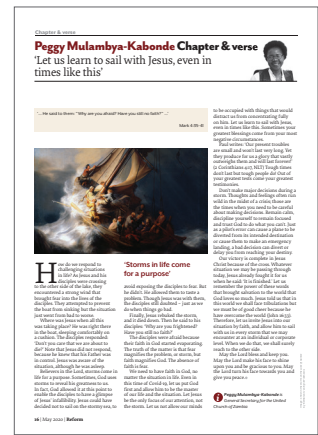 Chapter & verse
Peggy Mulambya-Kabonde Chapter & verse
‘Let us learn to sail with Jesus, even in
times like this’
‘...He said to them: “Why are you afraid? Have you still no faith?” ...’
Mark 4:35–41
How do we respond to
challenging situations
in life? As Jesus and his
disciples were crossing
to the other side of the lake, they
encountered a strong wind that
brought fear into the lives of the
disciples. They attempted to prevent
the boat from sinking but the situation
just went from bad to worse.
Where was Jesus when all this
was taking place? He was right there
in the boat, sleeping comfortably on
a cushion. The disciples responded:
‘Don’t you care that we are about to
die?’ Note that Jesus did not respond,
because he knew that his Father was
in control. Jesus was aware of the
situation, although he was asleep.
Believers in the Lord, storms come in
life for a purpose. Sometimes, God uses
storms to reveal his greatness to us.
In fact, God allowed it at this point to
enable the disciples to have a glimpse
of Jesus’ infallibility. Jesus could have
decided not to sail on the stormy sea, to
‘Storms in life come
for a purpose’
avoid exposing the disciples to fear. But
he didn’t. He allowed them to taste a
problem. Though Jesus was with them,
the disciples still doubted – just as we
do when things go bad.
Finally, Jesus rebuked the storm,
and it died down. Then he said to his
disciples: ‘Why are you frightened?
Have you still no faith?’
The disciples were afraid because
their faith in God started evaporating.
The truth of the matter is that fear
magnifies the problem, or storm, but
faith magnifies God. The absence of
faith is fear.
We need to have faith in God, no
matter the situation in life. Even in
this time of Covid-19, let us put God
first and allow him to be the master
of our life and the situation. Let Jesus
be the only focus of our attention, not
the storm. Let us not allow our minds
to be occupied with things that would
distract us from concentrating fully
on him. Let us learn to sail with Jesus,
even in times like this. Sometimes your
greatest blessings come from your most
negative circumstances.
Paul writes: ‘Our present troubles
are small and won’t last very long. Yet
they produce for us a glory that vastly
outweighs them and will last forever!’
(2 Corinthians 4:17, NLT) Tough times
don’t last but tough people do! Out of
your greatest tests come your greatest
testimonies.
Don’t make major decisions during a
storm. Thoughts and feelings often run
wild in the midst of a crisis; those are
the times when you need to be careful
about making decisions. Remain calm,
discipline yourself to remain focused
and trust God to do what you can’t. Just
as a pilot’s error can cause a plane to be
diverted from its intended destination
or cause them to make an emergency
landing, a bad decision can divert or
delay you from reaching your destiny.
Our victory is complete in Jesus
Christ because of the cross. Whatever
situation we may be passing through
today, Jesus already fought it for us
when he said: ‘It is finished.’ Let us
remember the power of these words
that brought salvation to the world that
God loves so much. Jesus told us that in
this world we shall face tribulations but
we must be of good cheer because he
have overcome the world (John 16:33).
Therefore, let us invite Jesus into our
situation by faith, and allow him to sail
with us in every storm that we may
encounter as an individual or corporate
level. When we do that, we shall surely
reach to the other side.
May the Lord bless and keep you.
May the Lord make his face to shine
upon you and be gracious to you. May
the Lord turn his face towards you and
give you peace.
Peggy Mulambya-Kabonde is
United Church of Zambia
16 | May 2020 | Reform